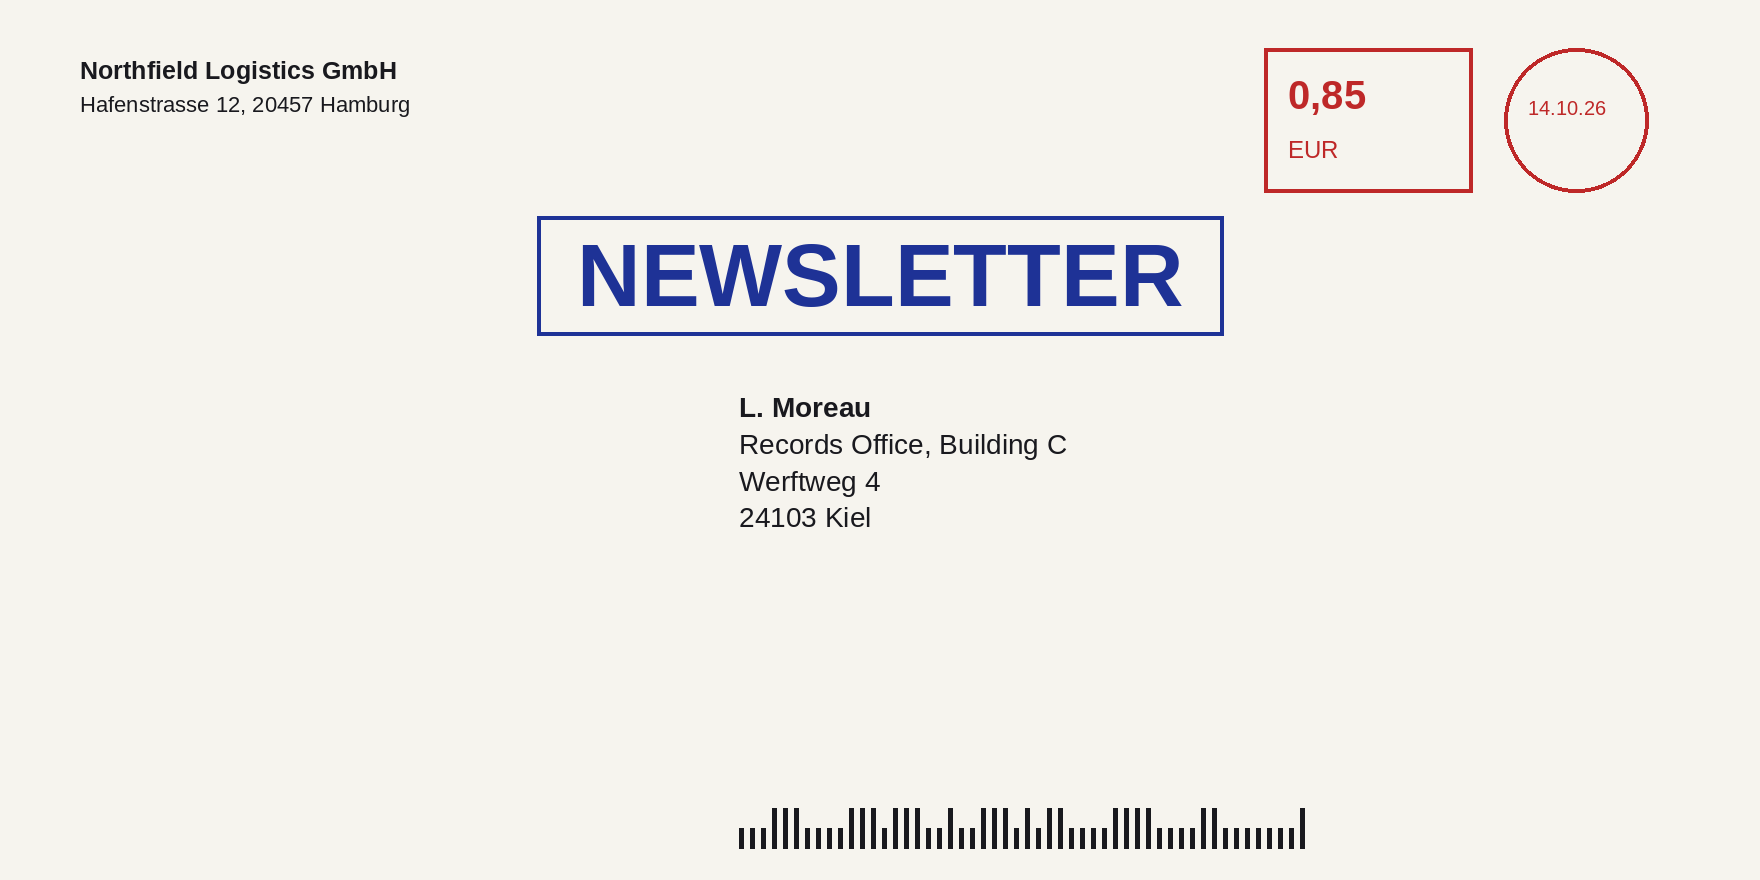 Northfield Logistics GmbH
Hafenstrasse 12, 20457 Hamburg
0,85
EUR
14.10.26
NEWSLETTER
L. Moreau
Records Office, Building C
Werftweg 4
24103 Kiel